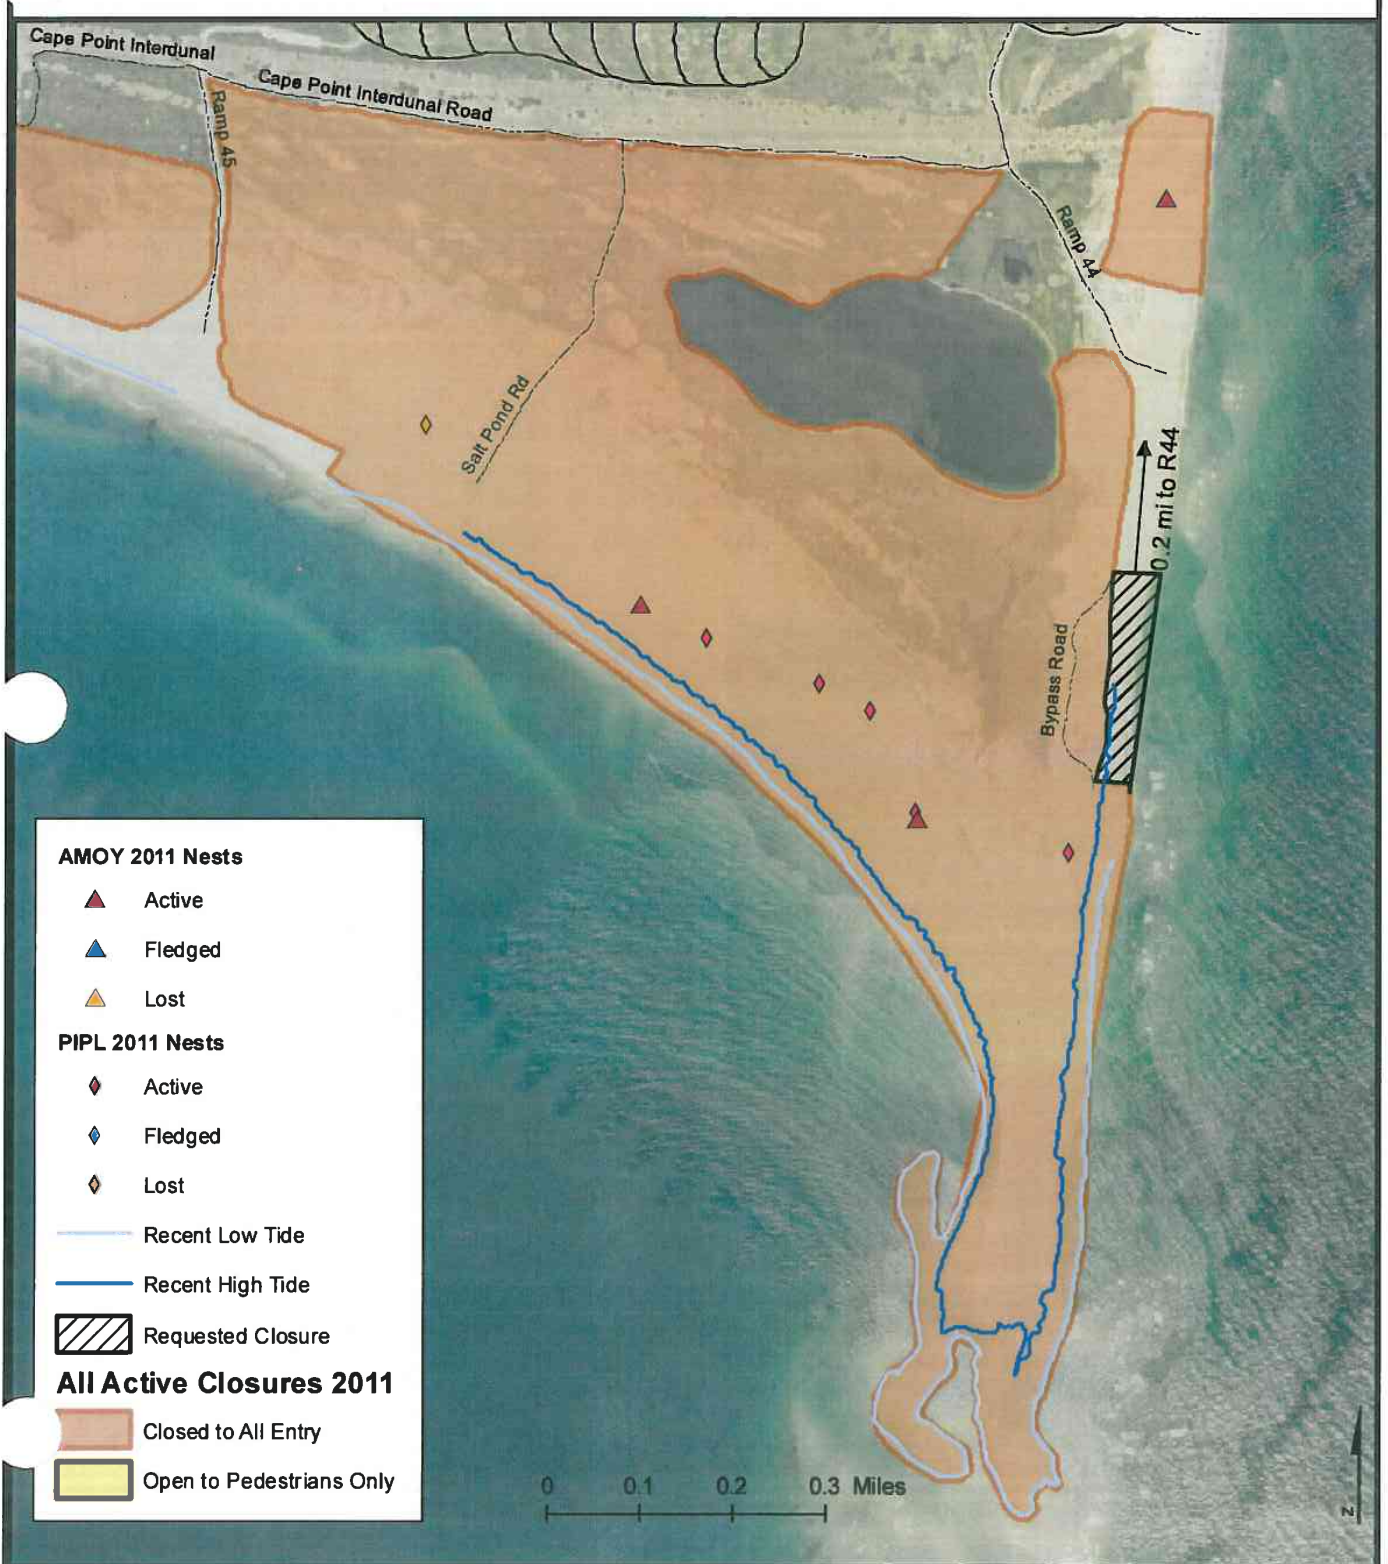 Cape Point Interdunal
Cape Point Interdunal Road
Ramp 45
Ramp 44
Salt Pond Rd
0.2 mi to R44
Bypass Road
AMOY 2011 Nests
Active
Fledged
Lost
PIPL 2011 Nests
Active
Fledged
Lost
Recent Low Tide
Recent High Tide
Requested Closure
All Active Closures 2011
Closed to All Entry
Open to Pedestrians Only
0 0.1 0.2 0.3 Miles
N